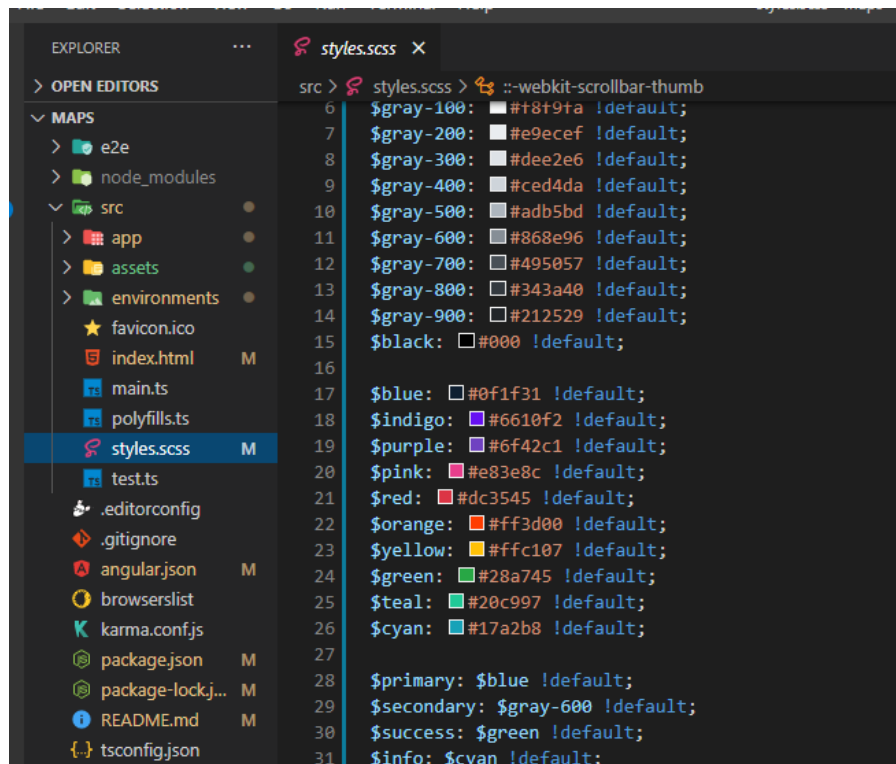 EXPLORER
OPEN EDITORS
MAPS
e2e
node_modules
src
app
assets
environments
favicon.ico
index.html M
main.ts
polyfills.ts
styles.scss M
test.ts
.editorconfig
.gitignore
angular.json M
browserslist
karma.conf.js
package.json M
package-lock.j... M
README.md M
tsconfig.json
styles.scss
src > styles.scss > ::-webkit-scrollbar-thumb
6 $gray-100: #f8f9fa !default;
7 $gray-200: #e9ecef !default;
8 $gray-300: #dee2e6 !default;
9 $gray-400: #ced4da !default;
10 $gray-500: #adb5bd !default;
11 $gray-600: #868e96 !default;
12 $gray-700: #495057 !default;
13 $gray-800: #343a40 !default;
14 $gray-900: #212529 !default;
15 $black: #000 !default;
16
17 $blue: #0f1f31 !default;
18 $indigo: #6610f2 !default;
19 $purple: #6f42c1 !default;
20 $pink: #e83e8c !default;
21 $red: #dc3545 !default;
22 $orange: #ff3d00 !default;
23 $yellow: #ffc107 !default;
24 $green: #28a745 !default;
25 $teal: #20c997 !default;
26 $cyan: #17a2b8 !default;
27
28 $primary: $blue !default;
29 $secondary: $gray-600 !default;
30 $success: $green !default;
31 $info: $cyan !default;